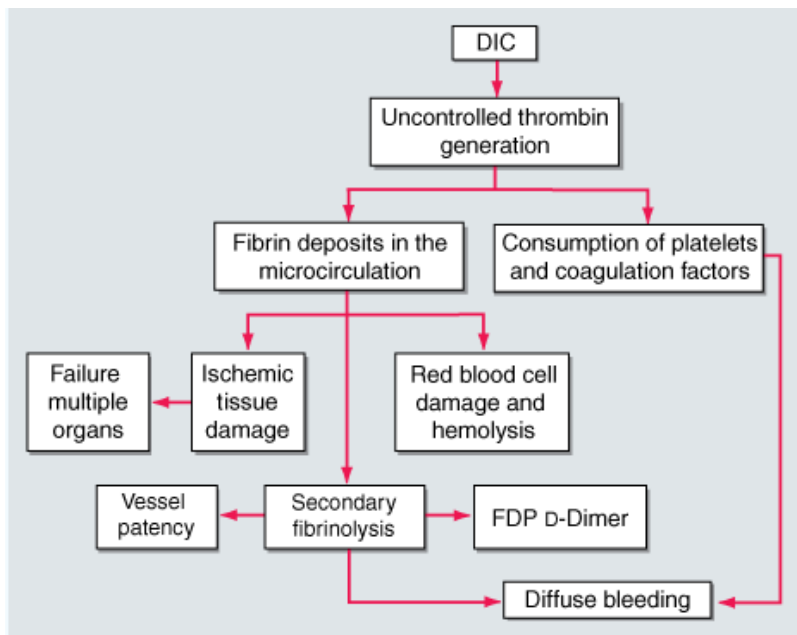 DIC
Uncontrolled thrombin
generation
Fibrin deposits in the
microcirculation
Consumption of platelets
and coagulation factors
Failure
multiple
organs
Ischemic
tissue
damage
Red blood cell
damage and
hemolysis
Vessel
patency
Secondary
fibrinolysis
FDP D-Dimer
Diffuse bleeding